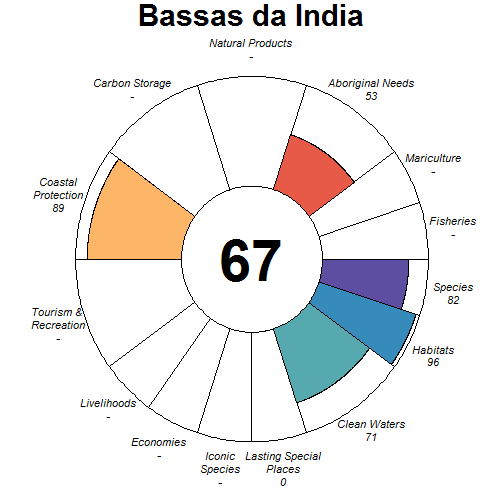 Bassas da India
Natural Products
-
Carbon Storage
-
Aboriginal Needs
53
Mariculture
-
Coastal
Protection
89
Fisheries
-
67
Species
82
Tourism &
Recreation
-
Habitats
96
Livelihoods
-
Clean Waters
71
Economies
-
Iconic
Species
-
Lasting Special
Places
0